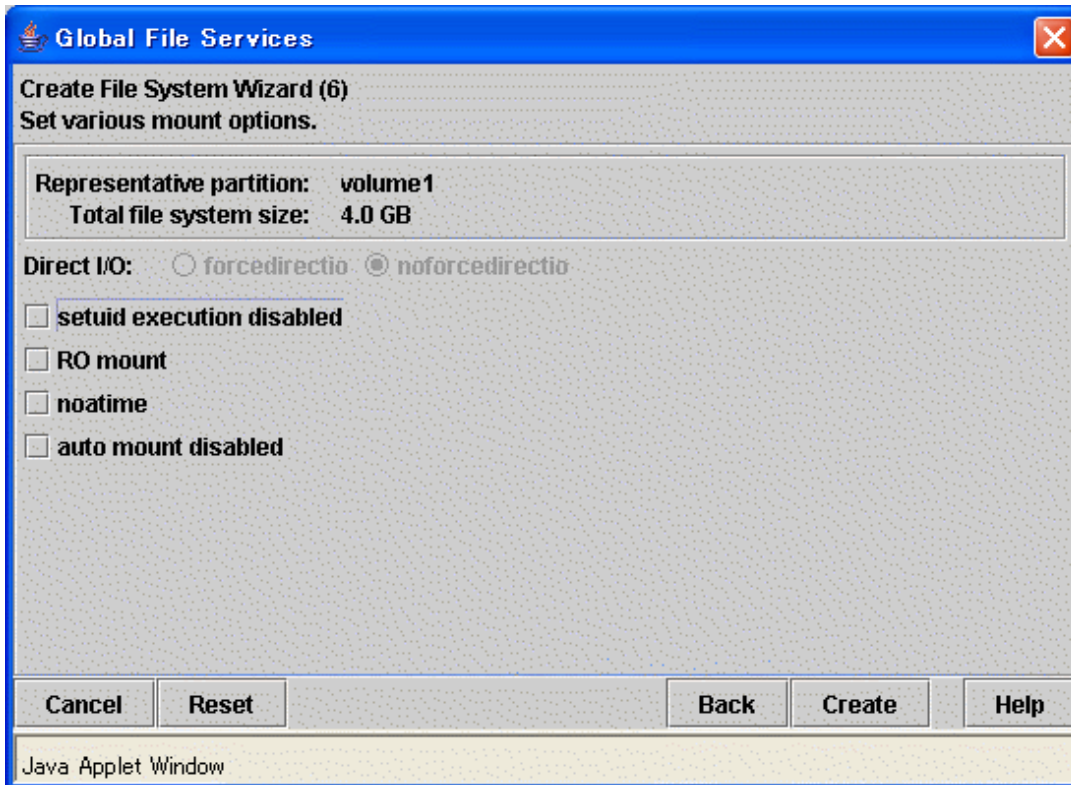 Global File Services
Create File System Wizard (6)
Set various mount options.
Representative partition: volume1
Total file system size: 4.0 GB
Direct I/O: forcedirectio noforcedirectio
setuid execution disabled
RO mount
noatime
auto mount disabled
Cancel Reset Back Create Help
Java Applet Window